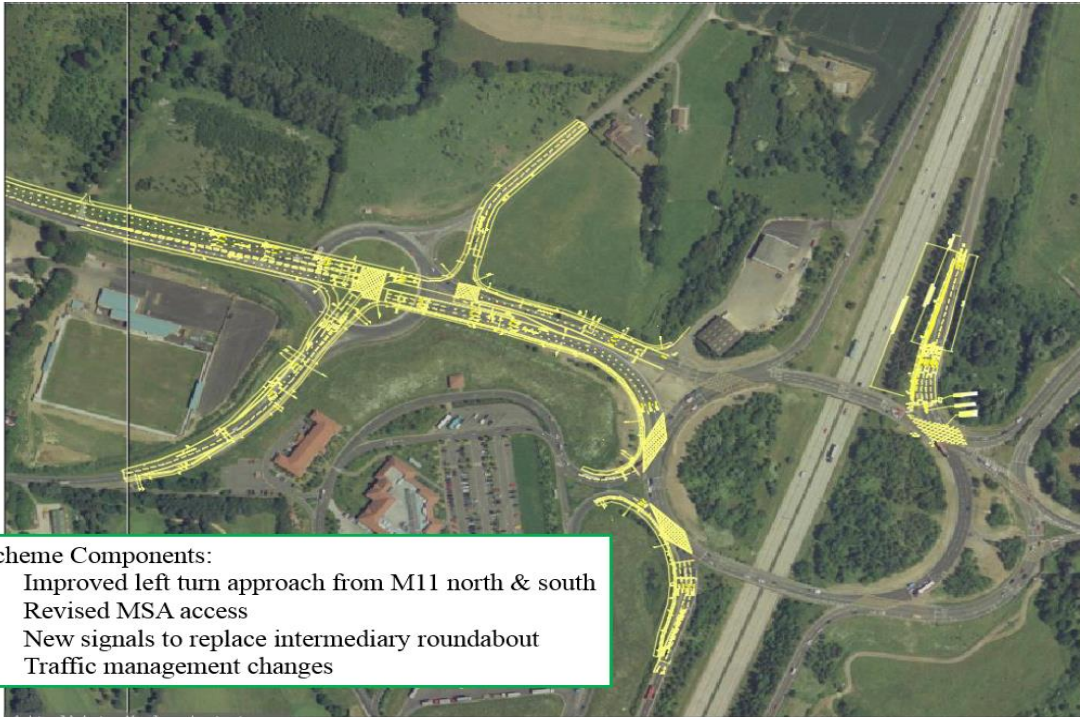 cheme Components:
Improved left turn approach from M11 north & south
Revised MSA access
New signals to replace intermediary roundabout
Traffic management changes